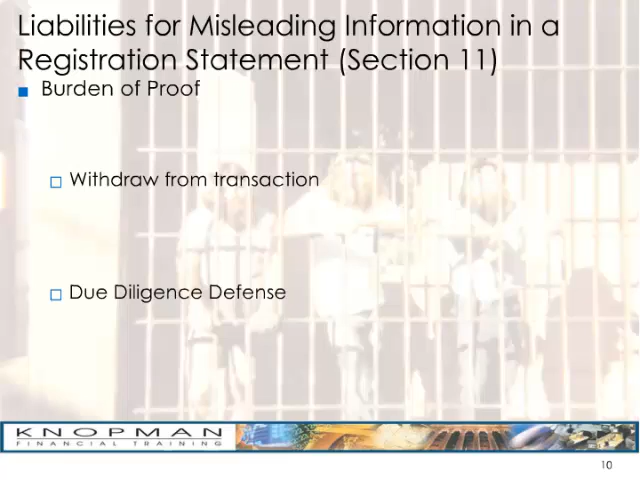 Liabilities for Misleading Information in a
Registration Statement (Section 11)
Burden of Proof
Withdraw from transaction
Due Diligence Defense
KNOPMAN
FINANCIAL TRAINING
10